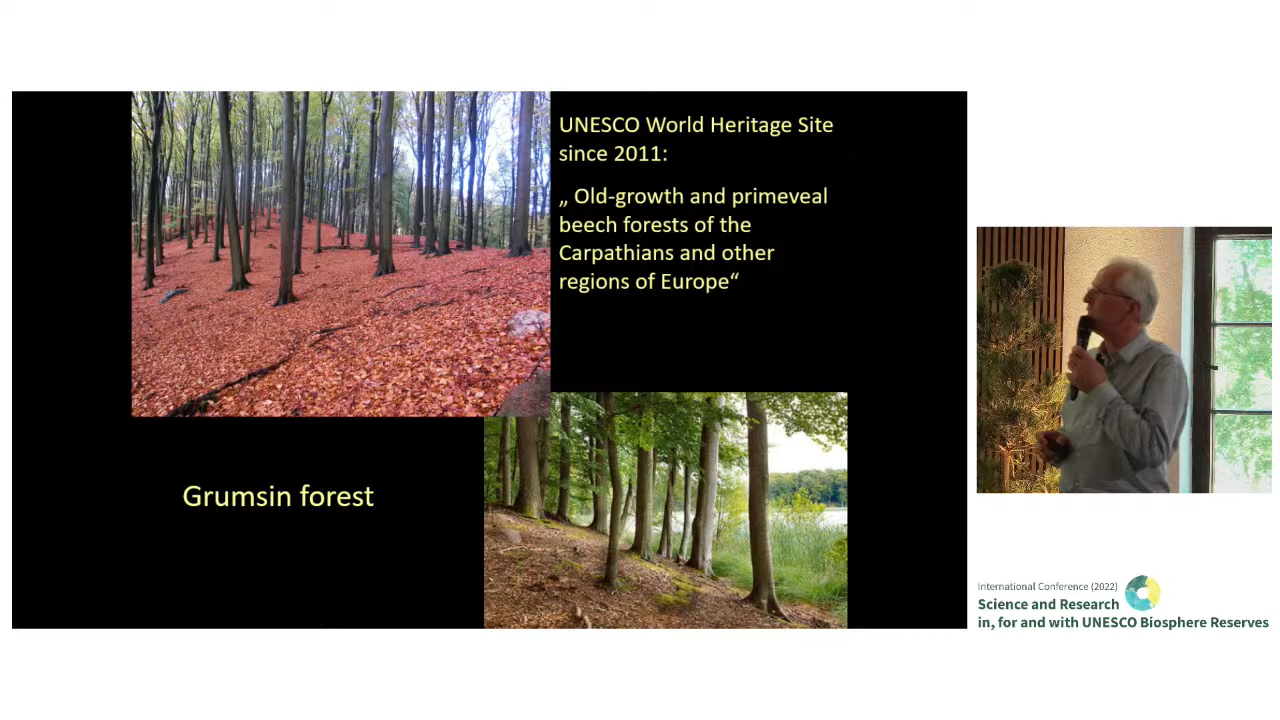 UNESCO World Heritage Site
since 2011:
„ Old-growth and primeveal
beech forests of the
Carpathians and other
regions of Europe“
Grumsin forest
International Conference (2022)
Science and Research
in, for and with UNESCO Biosphere Reserves